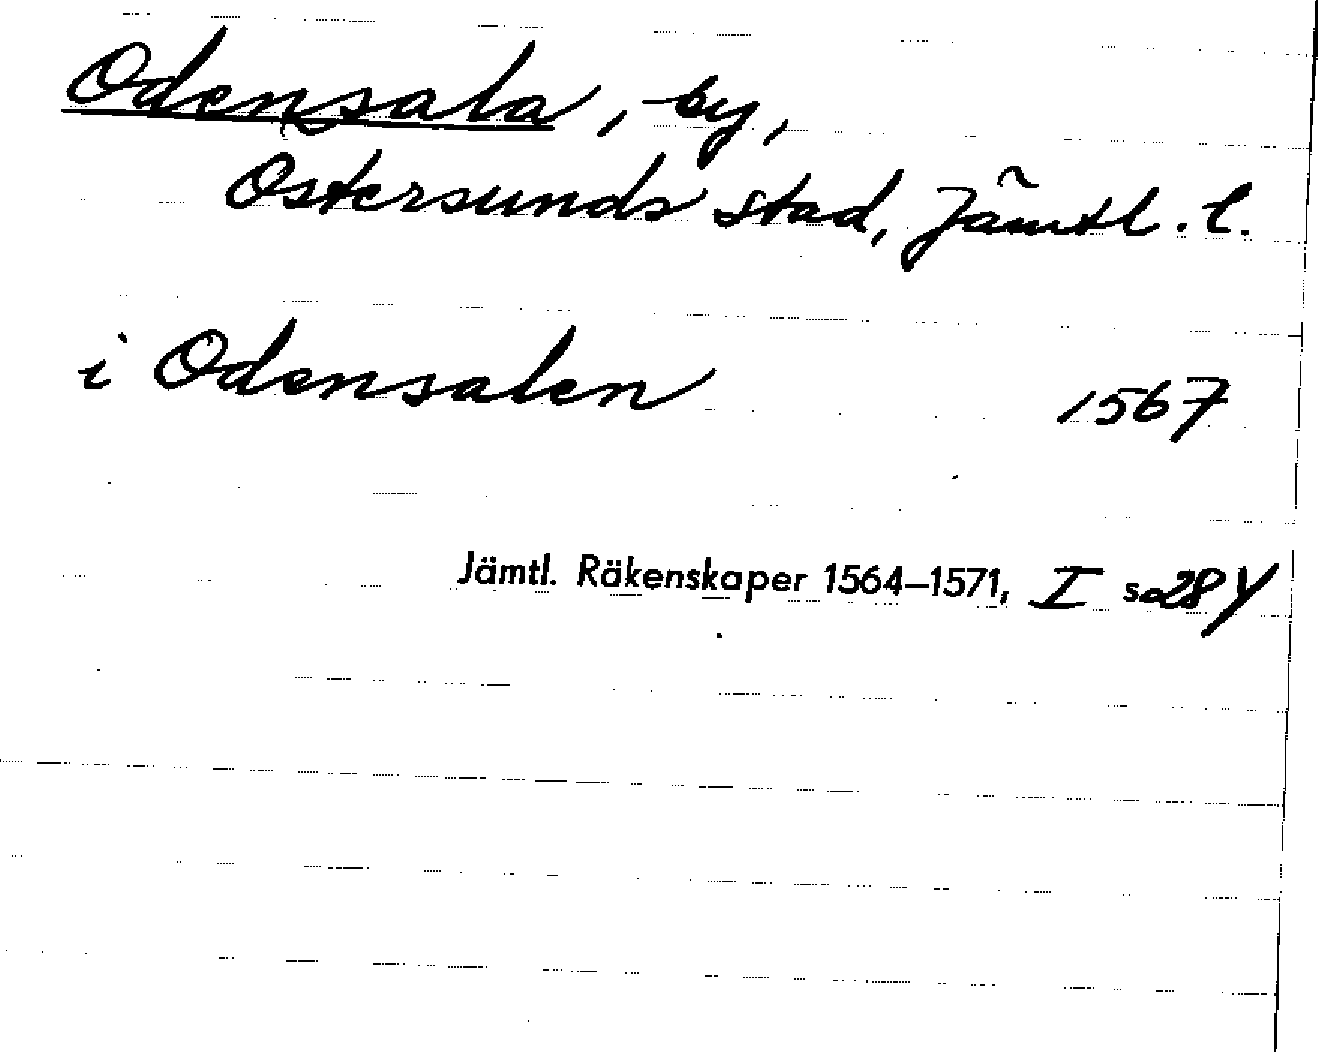 Odensala, by,
Östersunds stad, Jämtl. l.
i Odensalen 1567
Jämtl. Räkenskaper 1564–1571, I s. 28